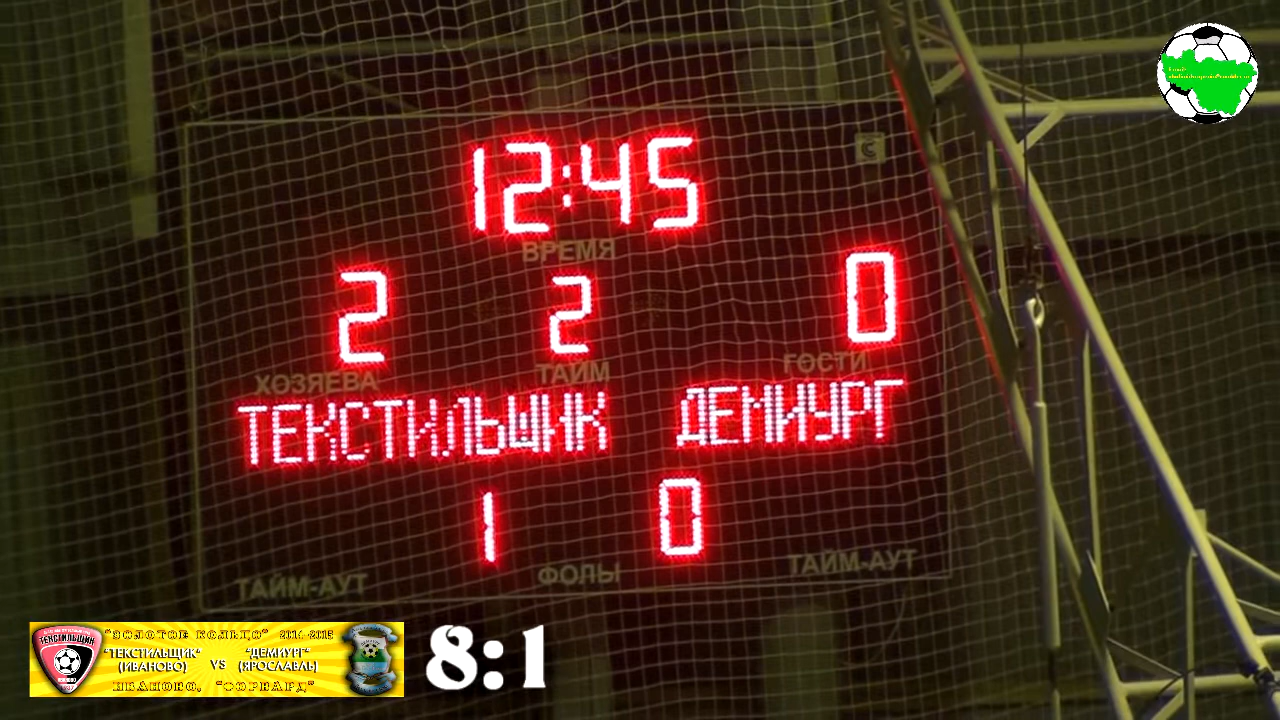 12:45
ВРЕМЯ
2 2 0
ХОЗЯЕВА ТАЙМ ГОСТИ
ТЕКСТИЛЬЩИК ДЕМИУРГ
1 0
ТАЙМ-АУТ ФОЛЫ ТАЙМ-АУТ
"ЗОЛОТОЕ КОЛЬЦО" 2014-2015
ТЕКСТИЛЬЩИК
"ТЕКСТИЛЬЩИК" VS "ДЕМИУРГ"
(ИВАНОВО) (ЯРОСЛАВЛЬ)
ИВАНОВО, "ФОРВАРД"
8:1